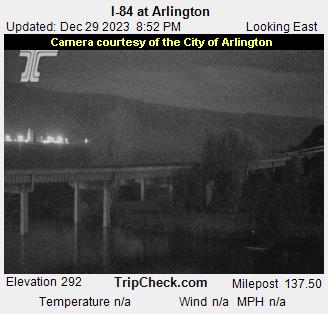 I-84 at Arlington
Updated: Dec 29 2023 8:52 PM Looking East
Camera courtesy of the City of Arlington
Elevation 292 TripCheck.com Milepost 137.50
Temperature n/a Wind n/a MPH n/a